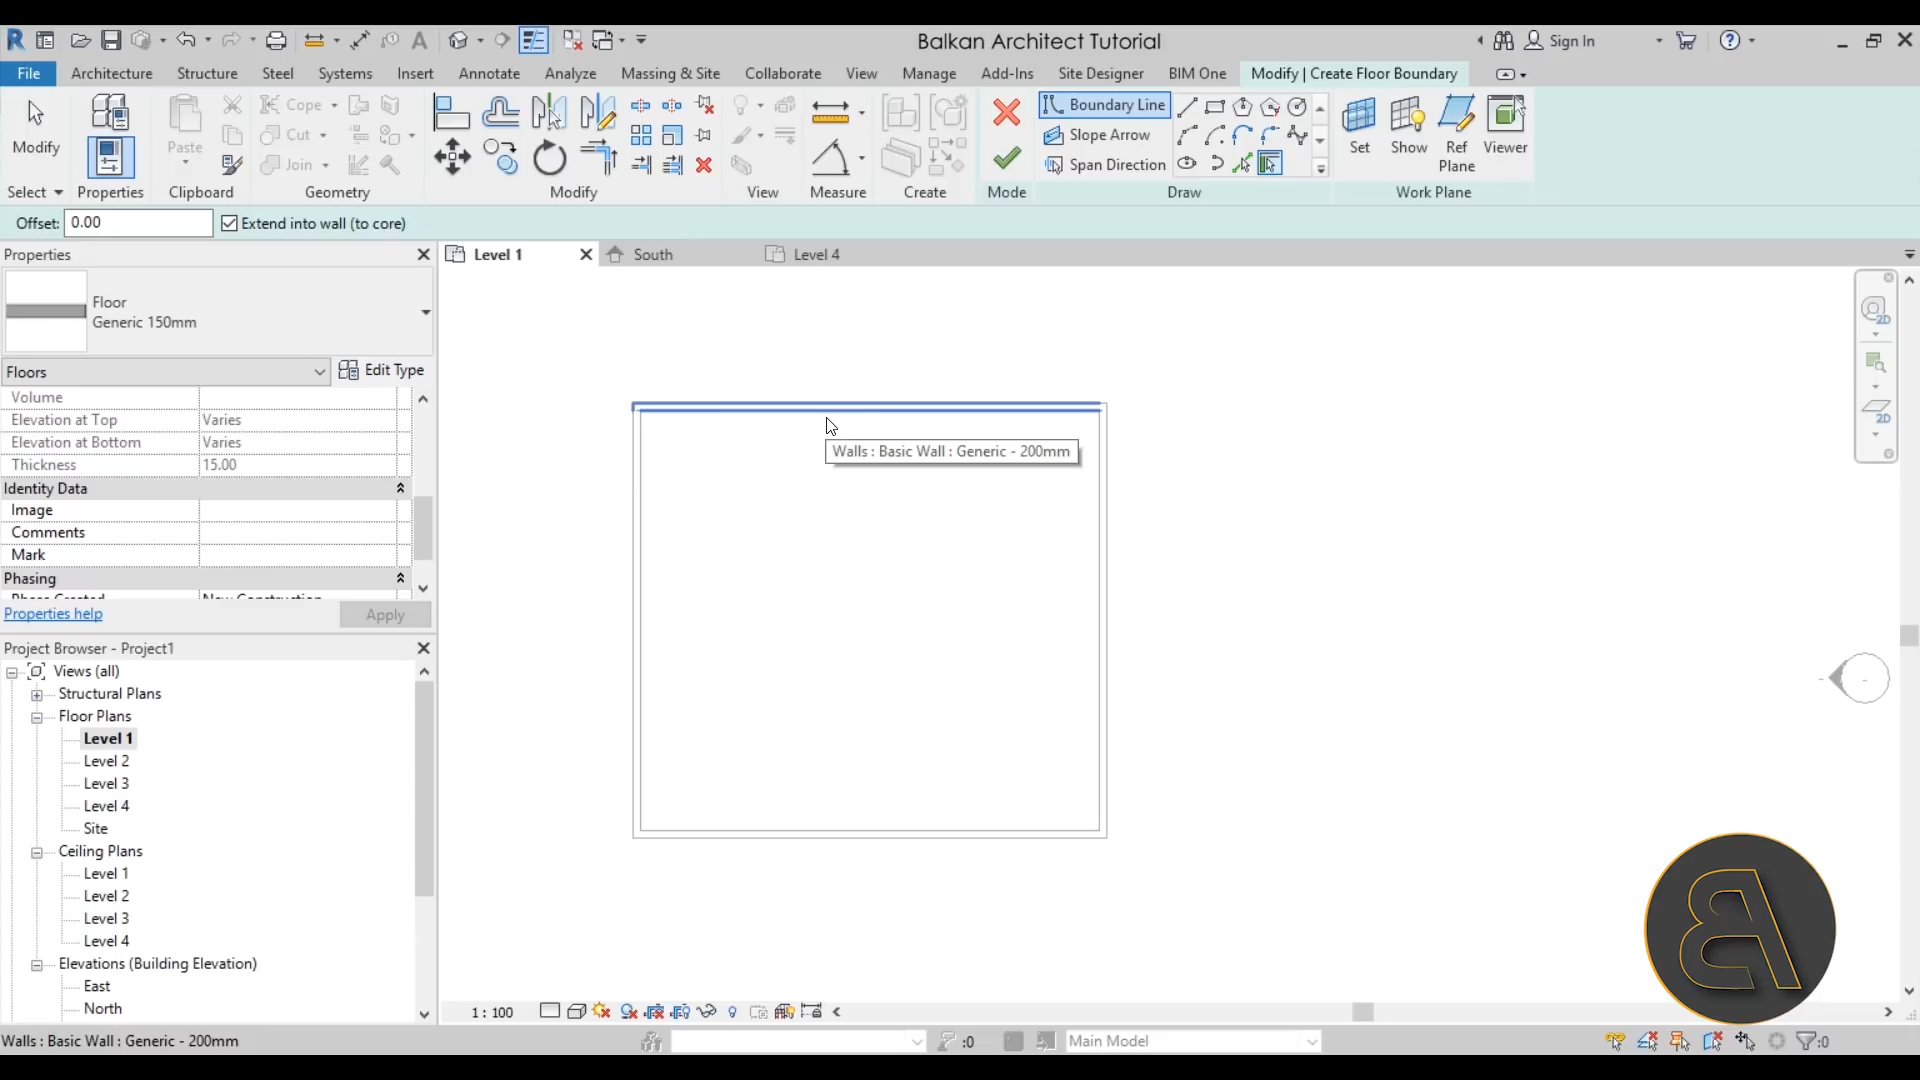 Balkan Architect Tutorial
Sign In
File Architecture Structure Steel Systems Insert Annotate Analyze Massing & Site Collaborate View Manage Add-Ins Site Designer BIM One Modify | Create Floor Boundary
Modify
Paste
Cope
Cut
Join
Boundary Line
Slope Arrow
Span Direction
Set
Show
Ref
Plane
Viewer
Select Properties Clipboard Geometry Modify View Measure Create Mode Draw Work Plane
Offset: 0.00 Extend into wall (to core)
Properties
Level 1 South Level 4
Floor
Generic 150mm
Floors Edit Type
Volume
Elevation at Top Varies
Elevation at Bottom Varies
Thickness 15.00
Identity Data
Image
Comments
Mark
Phasing
Phase Created New Construction
Properties help Apply
Walls : Basic Wall : Generic - 200mm
2D
2D
Project Browser - Project1
Views (all)
Structural Plans
Floor Plans
Level 1
Level 2
Level 3
Level 4
Site
Ceiling Plans
Level 1
Level 2
Level 3
Level 4
Elevations (Building Elevation)
East
North
1 : 100
Walls : Basic Wall : Generic - 200mm
:0
Main Model
:0